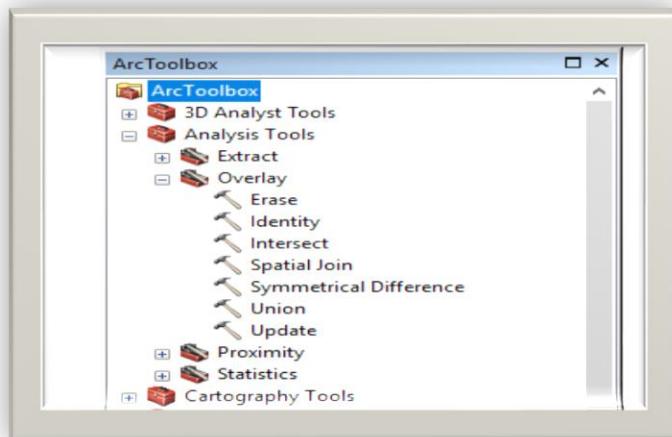 ArcToolbox
ArcToolbox
3D Analyst Tools
Analysis Tools
Extract
Overlay
Erase
Identity
Intersect
Spatial Join
Symmetrical Difference
Union
Update
Proximity
Statistics
Cartography Tools